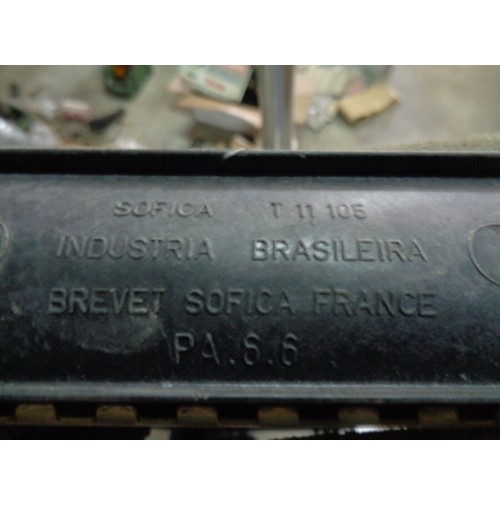 SOFICA T 11 105
INDUSTRIA BRASILEIRA
BREVET SOFICA FRANCE
PA.6.6